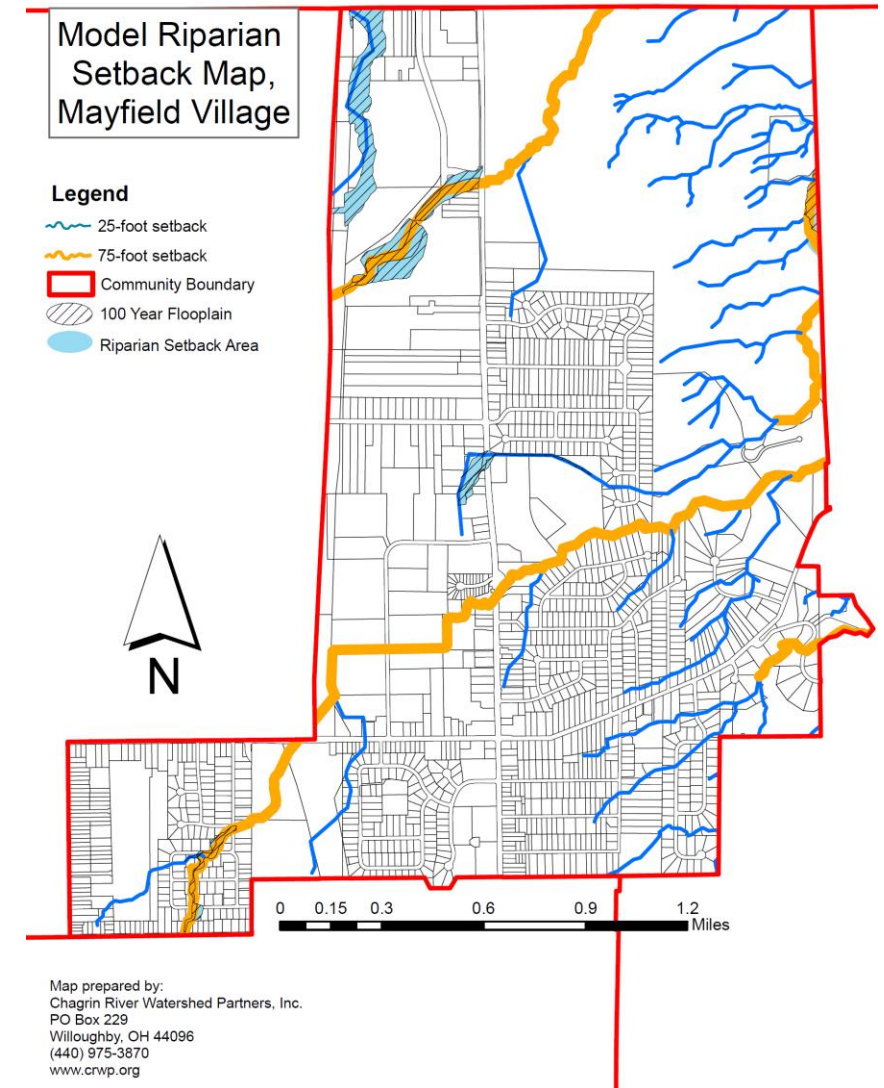 Model Riparian
Setback Map,
Mayfield Village
Legend
25-foot setback
75-foot setback
Community Boundary
100 Year Flooplain
Riparian Setback Area
N
0 0.15 0.3 0.6 0.9 1.2
Miles
Map prepared by:
Chagrin River Watershed Partners, Inc.
PO Box 229
Willoughby, OH 44096
(440) 975-3870
www.crwp.org